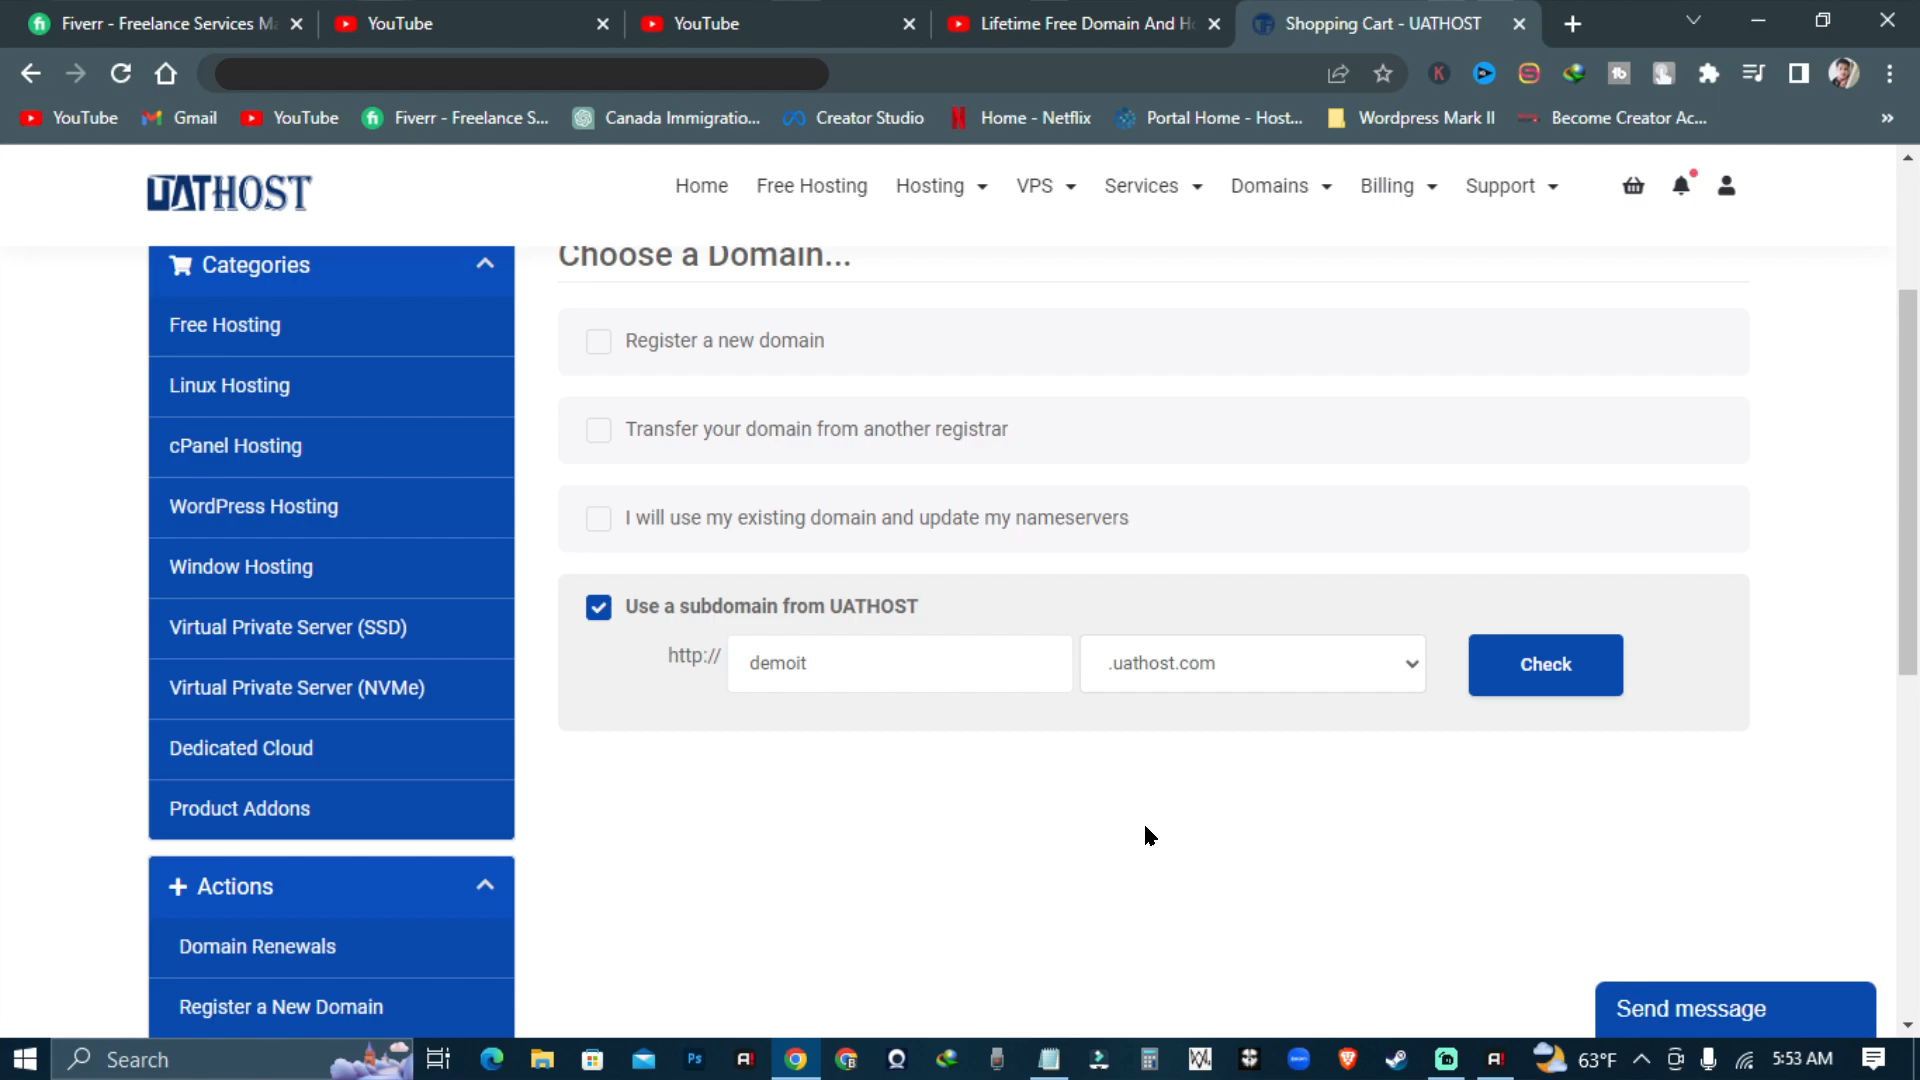 Fiverr - Freelance Services Ma
YouTube
YouTube
Lifetime Free Domain And Ho
Shopping Cart - UATHOST
YouTube
Gmail
YouTube
Fiverr - Freelance S...
Canada Immigratio...
Creator Studio
Home - Netflix
Portal Home - Host...
Wordpress Mark II
Become Creator Ac...
»
UATHOST
Home
Free Hosting
Hosting
VPS
Services
Domains
Billing
Support
Categories
Free Hosting
Linux Hosting
cPanel Hosting
WordPress Hosting
Window Hosting
Virtual Private Server (SSD)
Virtual Private Server (NVMe)
Dedicated Cloud
Product Addons
Actions
Domain Renewals
Register a New Domain
Choose a Domain...
Register a new domain
Transfer your domain from another registrar
I will use my existing domain and update my nameservers
Use a subdomain from UATHOST
http://
demoit
.uathost.com
Check
Send message
Search
Ps
63°F
5:53 AM